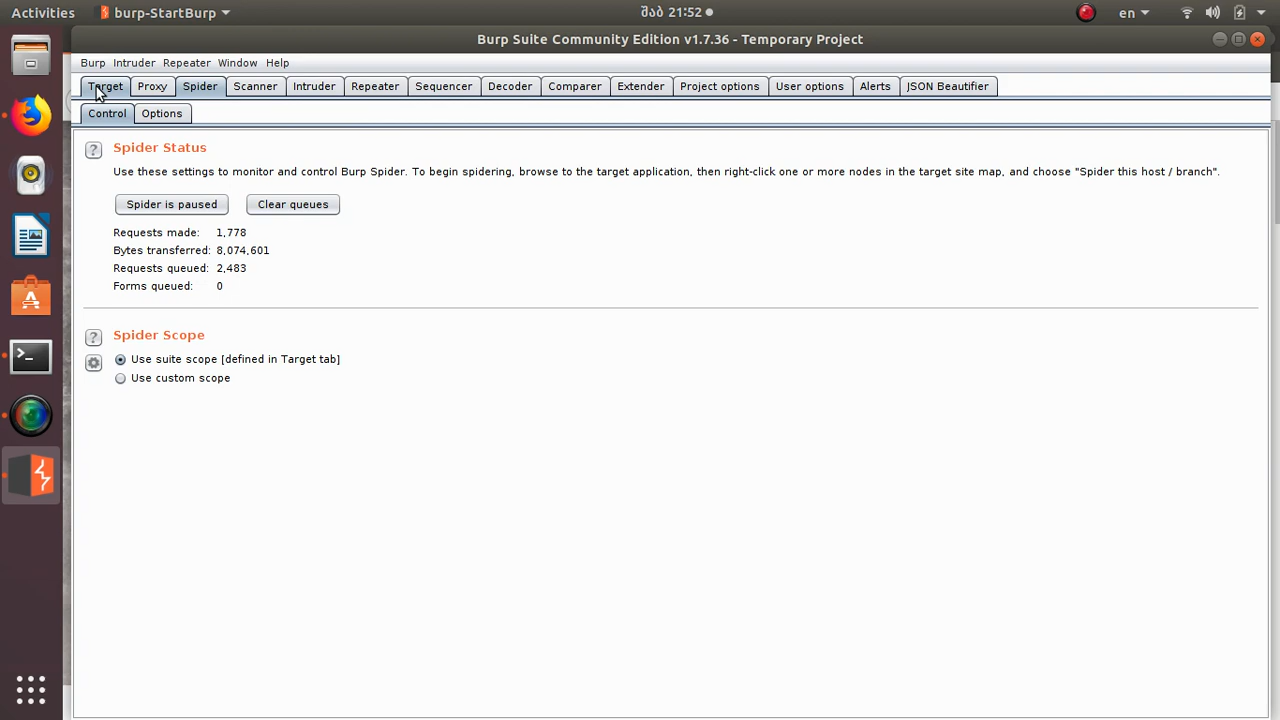 Activities burp-StartBurp შაბ 21:52 en
Burp Suite Community Edition v1.7.36 - Temporary Project
Burp Intruder Repeater Window Help
Target Proxy Spider Scanner Intruder Repeater Sequencer Decoder Comparer Extender Project options User options Alerts JSON Beautifier
Control Options
? Spider Status
Use these settings to monitor and control Burp Spider. To begin spidering, browse to the target application, then right-click one or more nodes in the target site map, and choose "Spider this host / branch".
Spider is paused Clear queues
Requests made: 1,778
Bytes transferred: 8,074,601
Requests queued: 2,483
Forms queued: 0
? Spider Scope
Use suite scope [defined in Target tab]
Use custom scope